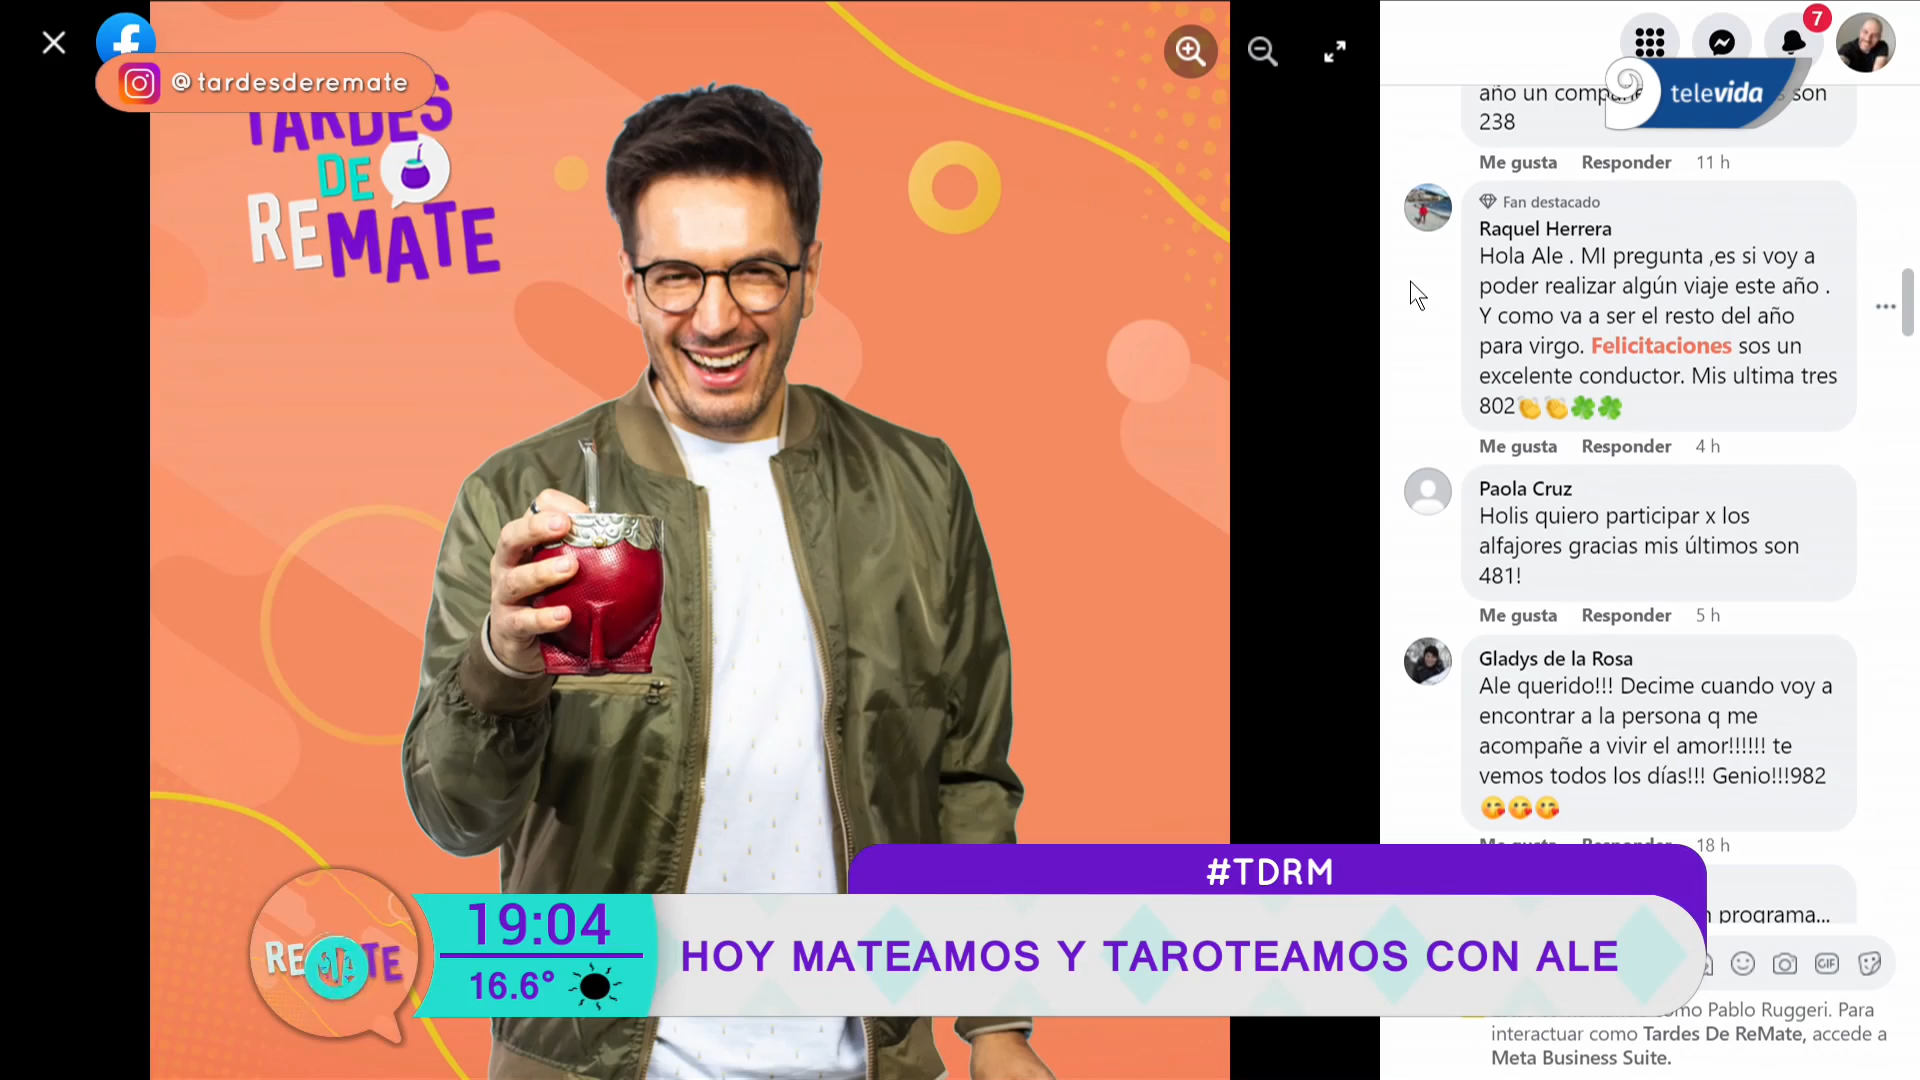 @tardesderemate
TARDES
DE
REMATE
7
televida
año un
son
238
Me gusta Responder 11 h
Fan destacado
Raquel Herrera
Hola Ale . MI pregunta ,es si voy a
poder realizar algún viaje este año .
Y como va a ser el resto del año
para virgo. Felicitaciones sos un
excelente conductor. Mis ultima tres
802👏👏🍀🍀
Me gusta Responder 4 h
Paola Cruz
Holis quiero participar x los
alfajores gracias mis últimos son
481!
Me gusta Responder 5 h
Gladys de la Rosa
Ale querido!!! Decime cuando voy a
encontrar a la persona q me
acompañe a vivir el amor!!!!!! te
vemos todos los días!!! Genio!!!982
😋😋😋
Me gusta Responder 18 h
programa...
GIF
Pablo Ruggeri. Para
interactuar como Tardes De ReMate, accede a
Meta Business Suite.
#TDRM
REMATE
19:04
16.6°
HOY MATEAMOS Y TAROTEAMOS CON ALE